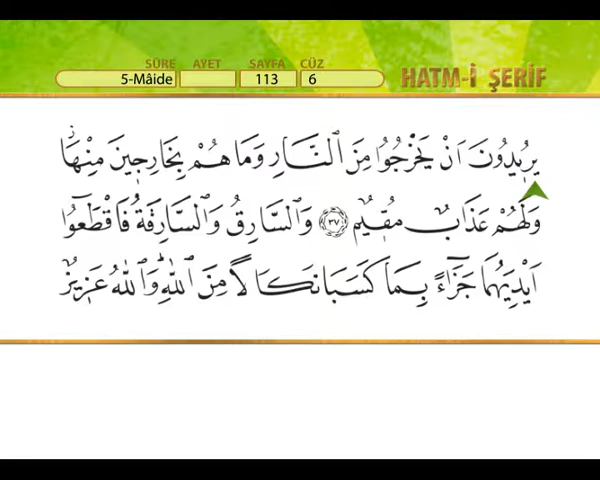 SÛRE AYET SAYFA CÜZ
5-Mâide 113 6
HATM-İ ŞERİF
يُرِيدُونَ اَنْ يَخْرُجُوا مِنَ النَّارِ وَمَا هُمْ بِخَارِجِينَ مِنْهَاۘ
وَلَهُمْ عَذَابٌ مُقِيمٌ ﴿٣٧﴾ وَالسَّارِقُ وَالسَّارِقَةُ فَاقْطَعُٓوا
اَيْدِيَهُمَا جَزَٓاءً بِمَا كَسَبَا نَكَالًا مِنَ اللّٰهِۜ وَاللّٰهُ عَزِيزٌ